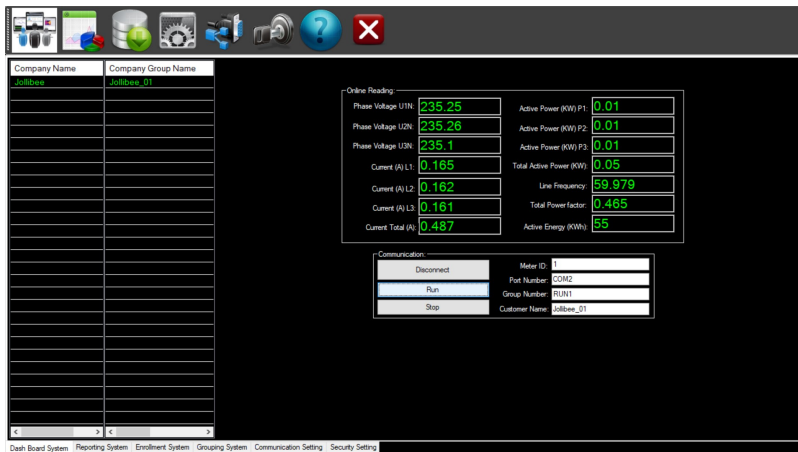 ?
Company Name Company Group Name
Jollibee Jollibee_01
Online Reading:
Phase Voltage U1N: 235.25 Active Power (KW) P1: 0.01
Phase Voltage U2N: 235.26 Active Power (KW) P2: 0.01
Phase Voltage U3N: 235.1 Active Power (KW) P3: 0.01
Current (A) L1: 0.165 Total Active Power (KW): 0.05
Current (A) L2: 0.162 Line Frequency: 59.979
Current (A) L3: 0.161 Total Powerfactor: 0.465
Current Total (A): 0.487 Active Energy (KWh): 55
Communication.
Disconnect Meter ID: 1
Port Number: COM2
Run Group Number: RUN1
Stop Customer Name: Jollibee_01
Dash Board System Reporting System Enrollment System Grouping System Communication Setting Security Setting